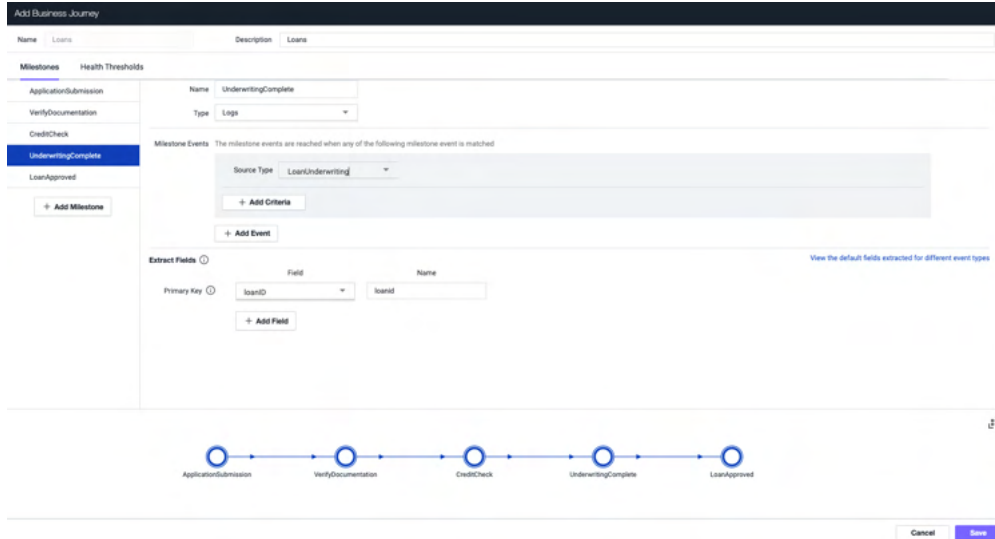 Add Business Journey
Name Loans Description Loans
Milestones Health Thresholds
ApplicationSubmission
VerifyDocumentation
CreditCheck
UnderwritingComplete
LoanApproved
+ Add Milestone
Name UnderwritingComplete
Type Logs
Milestone Events The milestone events are reached when any of the following milestone event is matched
Source Type LoanUnderwriting
+ Add Criteria
+ Add Event
Extract Fields
View the default fields extracted for different event types
Field Name
Primary Key loanID loanid
+ Add Field
ApplicationSubmission VerifyDocumentation CreditCheck UnderwritingComplete LoanApproved
Cancel Save